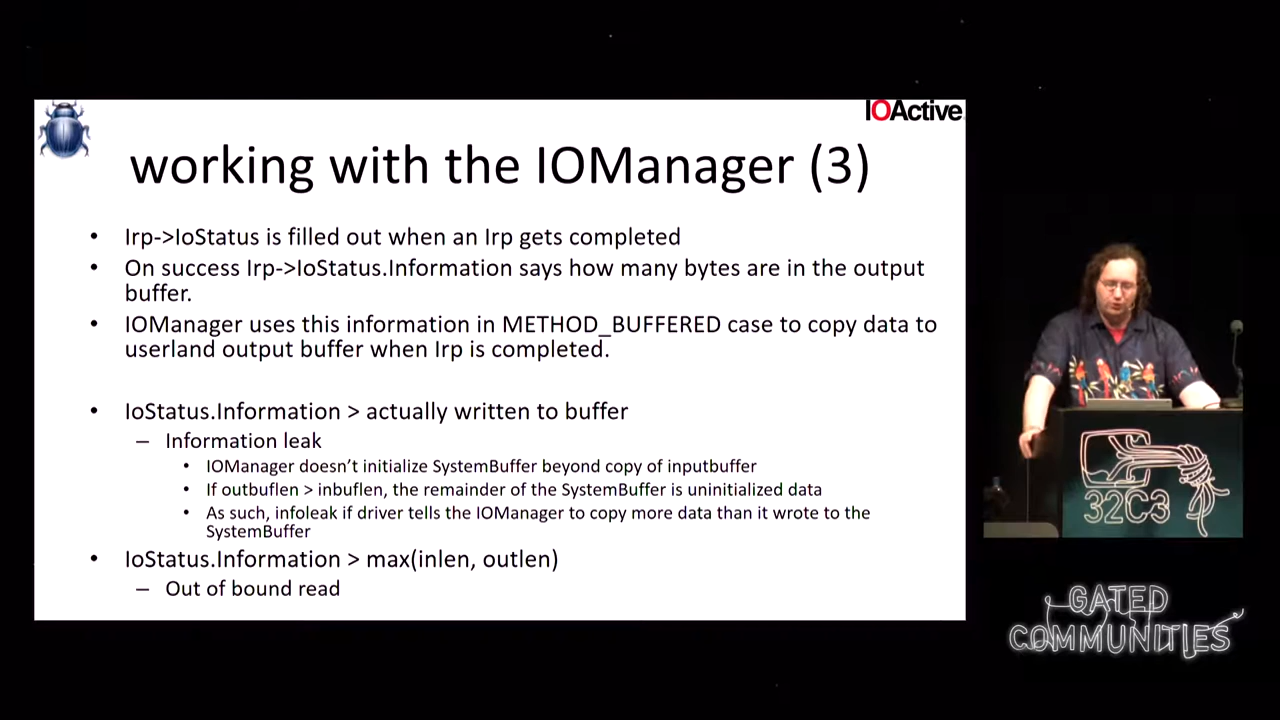 IOActive
working with the IOManager (3)
• Irp->IoStatus is filled out when an Irp gets completed
• On success Irp->IoStatus.Information says how many bytes are in the output
buffer.
• IOManager uses this information in METHOD_BUFFERED case to copy data to
userland output buffer when Irp is completed.
• IoStatus.Information > actually written to buffer
– Information leak
• IOManager doesn’t initialize SystemBuffer beyond copy of inputbuffer
• If outbuflen > inbuflen, the remainder of the SystemBuffer is uninitialized data
• As such, infoleak if driver tells the IOManager to copy more data than it wrote to the
SystemBuffer
• IoStatus.Information > max(inlen, outlen)
– Out of bound read
32C3
GATED
COMMUNITIES